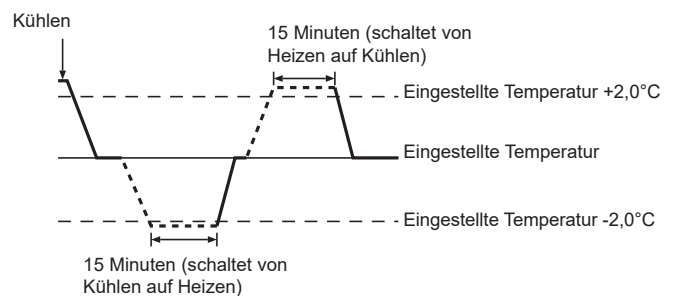 Kühlen
15 Minuten (schaltet von
Heizen auf Kühlen)
Eingestellte Temperatur +2,0°C
Eingestellte Temperatur
Eingestellte Temperatur -2,0°C
15 Minuten (schaltet von
Kühlen auf Heizen)